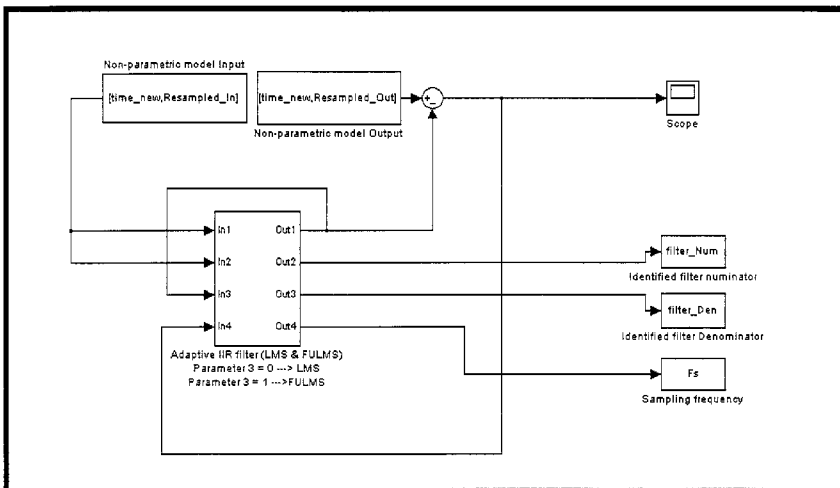 Non-parametric model Input
[time_new,Resampled_In]
[time_new,Resampled_Out]
Non-parametric model Output
+
-
Scope
In1
Out1
In2
Out2
In3
Out3
In4
Out4
Adaptive IIR filter (LMS & FULMS)
Parameter 3 = 0 ---> LMS
Parameter 3 = 1 --->FULMS
filter_Num
Identified filter numinator
filter_Den
Identified filter Denominator
Fs
Sampling frequency